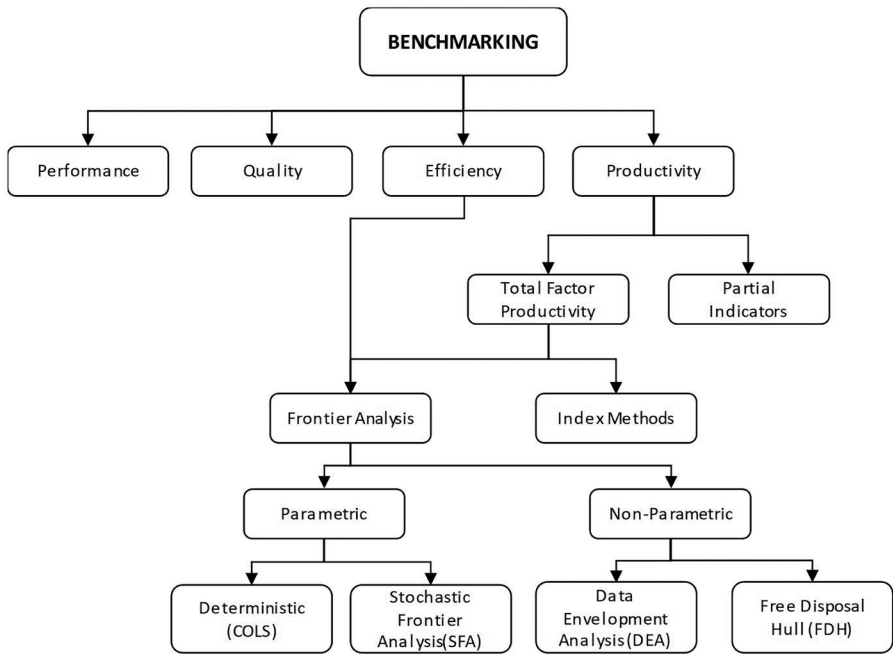 BENCHMARKING
Performance
Quality
Efficiency
Productivity
Total Factor
Productivity
Partial
Indicators
Frontier Analysis
Index Methods
Parametric
Non-Parametric
Deterministic
(COLS)
Stochastic
Frontier
Analysis(SFA)
Data
Envelopment
Analysis (DEA)
Free Disposal
Hull (FDH)